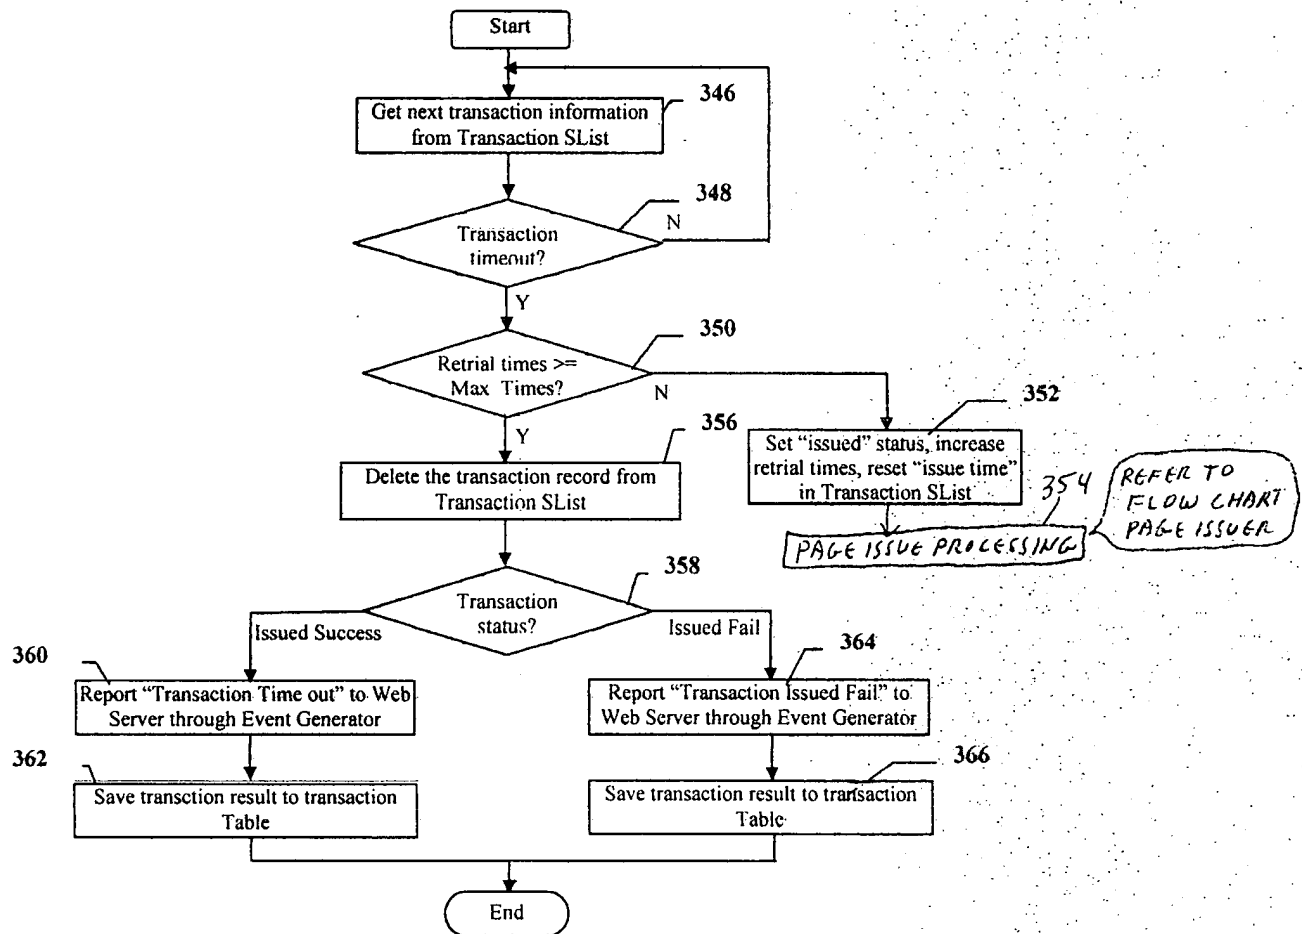 Start
346
Get next transaction information
from Transaction SList
348
N
Transaction
timeout?
Y
350
Retrial times >=
Max_Times?
N
352
Y
356
Set “issued” status, increase
retrial times, reset “issue time”
in Transaction SList
Delete the transaction record from
Transaction SList
354
REFER TO
FLOW CHART
PAGE ISSUER
PAGE ISSUE PROCESSING
358
Transaction
status?
Issued Success
Issued Fail
360
364
Report “Transaction Time out” to Web
Server through Event Generator
Report “Transaction Issued Fail” to
Web Server through Event Generator
362
366
Save transction result to transaction
Table
Save transaction result to transaction
Table
End